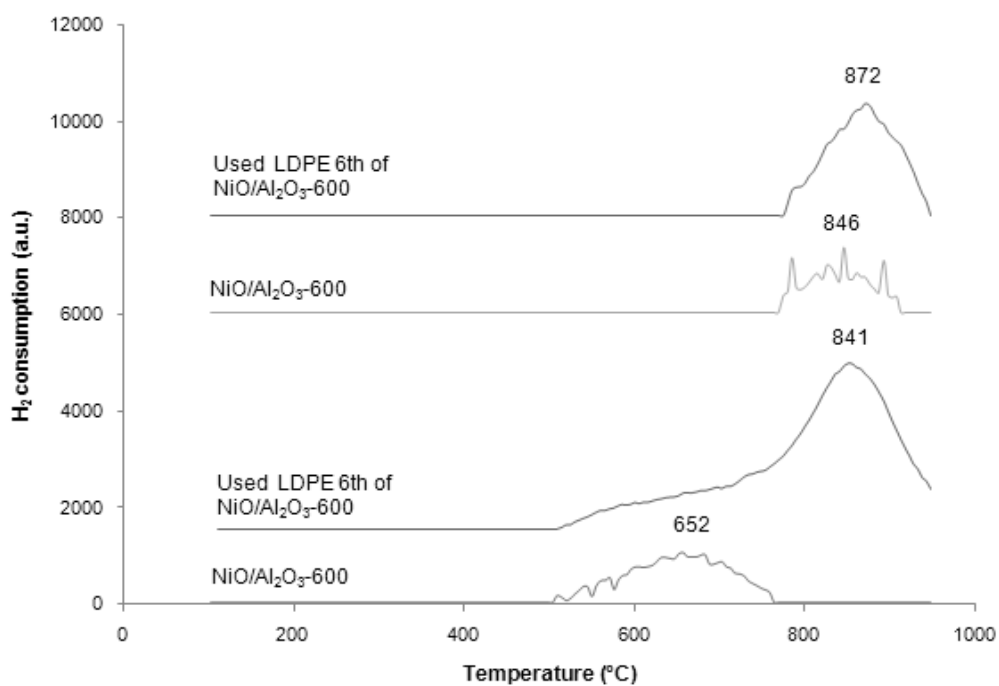 12000
10000
8000
6000
4000
2000
0
H₂ consumption (a.u.)
872
Used LDPE 6th of
NiO/Al₂O₃-600
846
NiO/Al₂O₃-600
841
Used LDPE 6th of
NiO/Al₂O₃-600
652
NiO/Al₂O₃-600
0 200 400 600 800 1000
Temperature (ºC)